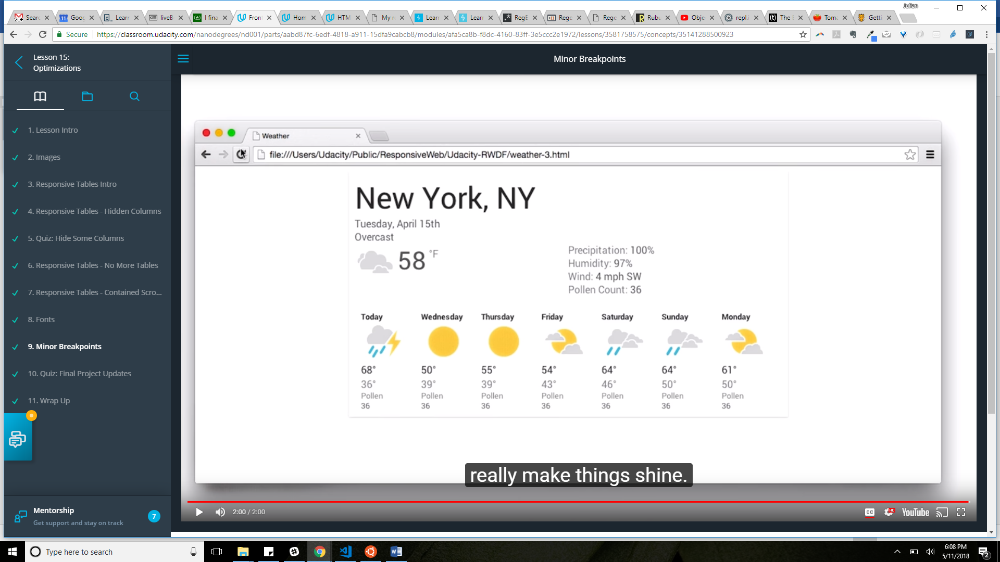 Julian
Searc
Goog
Learn
liveB
I fina
Front
Hom
HTM
My r
Learn
Learn
RegE
Rege
Rege
Rubu
Obje
repl.i
The E
Toma
Getti
Secure
https://classroom.udacity.com/nanodegrees/nd001/parts/aabd87fc-6edf-4818-a911-15dfa9cabcb8/modules/afa5ca8b-f8dc-4160-83ff-3e5ccc2e1972/lessons/3581758575/concepts/35141288500923
Lesson 15:
Optimizations
Minor Breakpoints
1. Lesson Intro
2. Images
3. Responsive Tables Intro
4. Responsive Tables - Hidden Columns
5. Quiz: Hide Some Columns
6. Responsive Tables - No More Tables
7. Responsive Tables - Contained Scro...
8. Fonts
9. Minor Breakpoints
10. Quiz: Final Project Updates
11. Wrap Up
Mentorship
Get support and stay on track
7
Weather
file:///Users/Udacity/Public/ResponsiveWeb/Udacity-RWDF/weather-3.html
New York, NY
Tuesday, April 15th
Overcast
58 °F
Precipitation: 100%
Humidity: 97%
Wind: 4 mph SW
Pollen Count: 36
Today Wednesday Thursday Friday Saturday Sunday Monday
68° 50° 55° 54° 64° 64° 61°
36° 39° 39° 43° 46° 50° 50°
Pollen Pollen Pollen Pollen Pollen Pollen Pollen
36 36 36 36 36 36 36
really make things shine.
2:00 / 2:00
CC
HD
YouTube
Type here to search
6:08 PM
5/11/2018
2